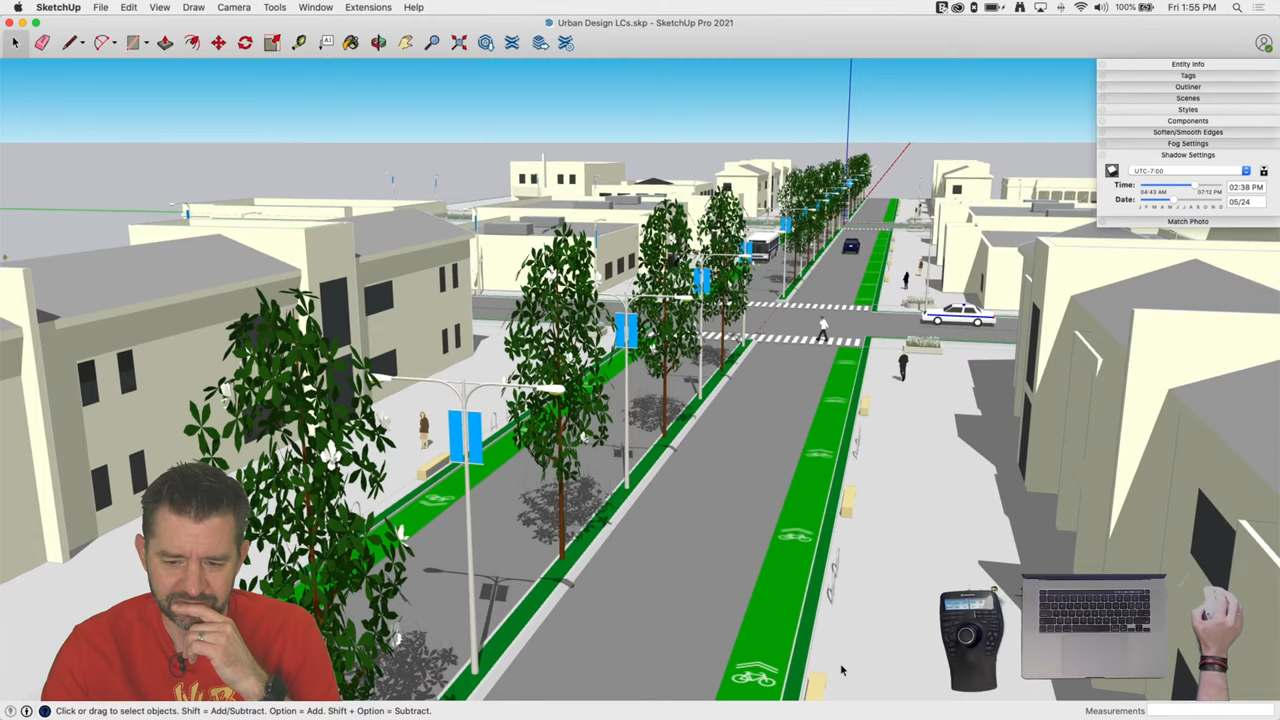 SketchUp File Edit View Draw Camera Tools Window Extensions Help 100% Fri 1:55 PM
Urban Design LCs.skp - SketchUp Pro 2021
Entity Info
Tags
Outliner
Scenes
Styles
Components
Soften/Smooth Edges
Fog Settings
Shadow Settings
UTC-7:00
Time: 02:38 PM
04:43 AM 07:12 PM
Date: 05/24
J F M A M J J A S O N D
Match Photo
Click or drag to select objects. Shift = Add/Subtract. Option = Add. Shift + Option = Subtract. Measurements